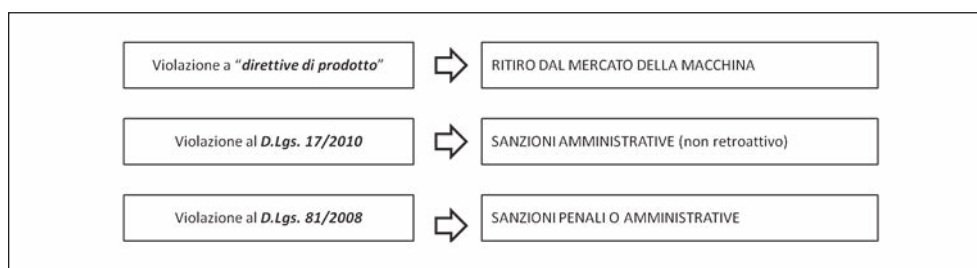 Violazione a "direttive di prodotto"
RITIRO DAL MERCATO DELLA MACCHINA
Violazione al D.Lgs. 17/2010
SANZIONI AMMINISTRATIVE (non retroattivo)
Violazione al D.Lgs. 81/2008
SANZIONI PENALI O AMMINISTRATIVE